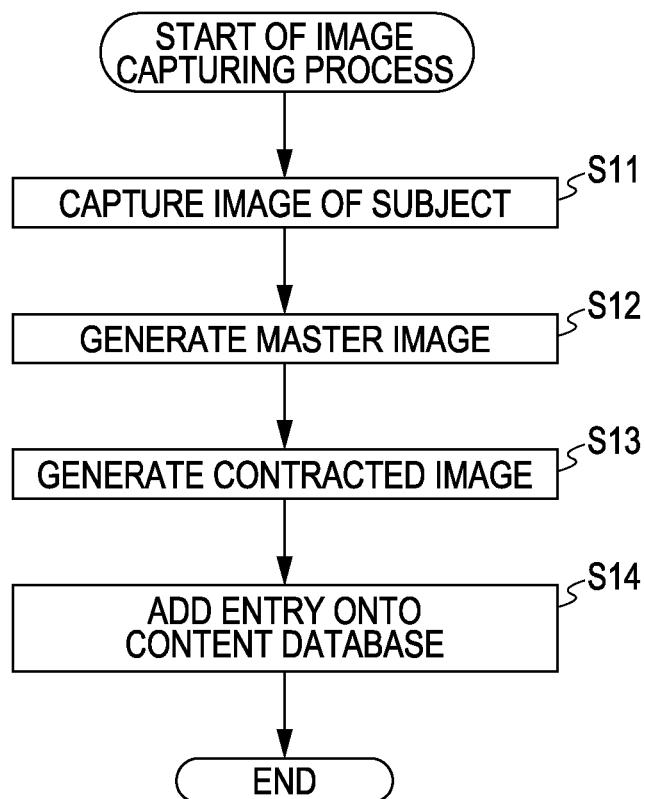 START OF IMAGE
CAPTURING PROCESS
S11
CAPTURE IMAGE OF SUBJECT
S12
GENERATE MASTER IMAGE
S13
GENERATE CONTRACTED IMAGE
S14
ADD ENTRY ONTO
CONTENT DATABASE
END